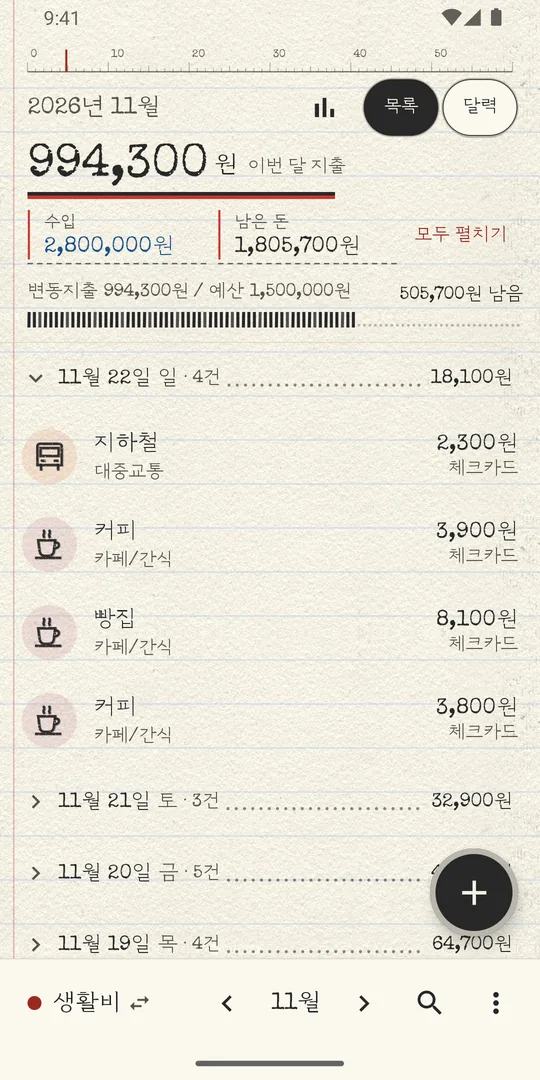 9:41
0 10 20 30 40 50
2026년 11월 목록 달력
994,300원 이번 달 지출
수입 남은 돈
2,800,000원 1,805,700원 모두 펼치기
변동지출 994,300원 / 예산 1,500,000원 505,700원 남음
11월 22일 일 · 4건 18,100원
지하철 2,300원
대중교통 체크카드
커피 3,900원
카페/간식 체크카드
빵집 8,100원
카페/간식 체크카드
커피 3,800원
카페/간식 체크카드
11월 21일 토 · 3건 32,900원
11월 20일 금 · 5건
11월 19일 목 · 4건 64,700원
생활비 11월